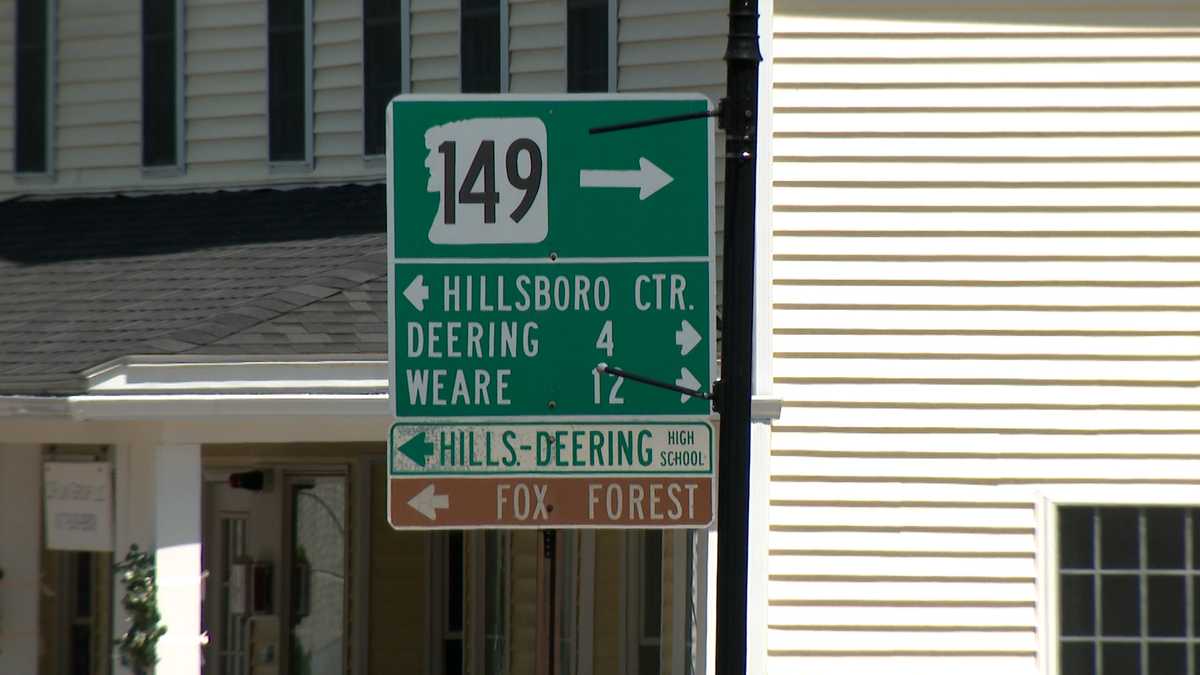 149
HILLSBORO CTR.
DEERING 4
WEARE 12
HILLS.-DEERING HIGH SCHOOL
FOX FOREST